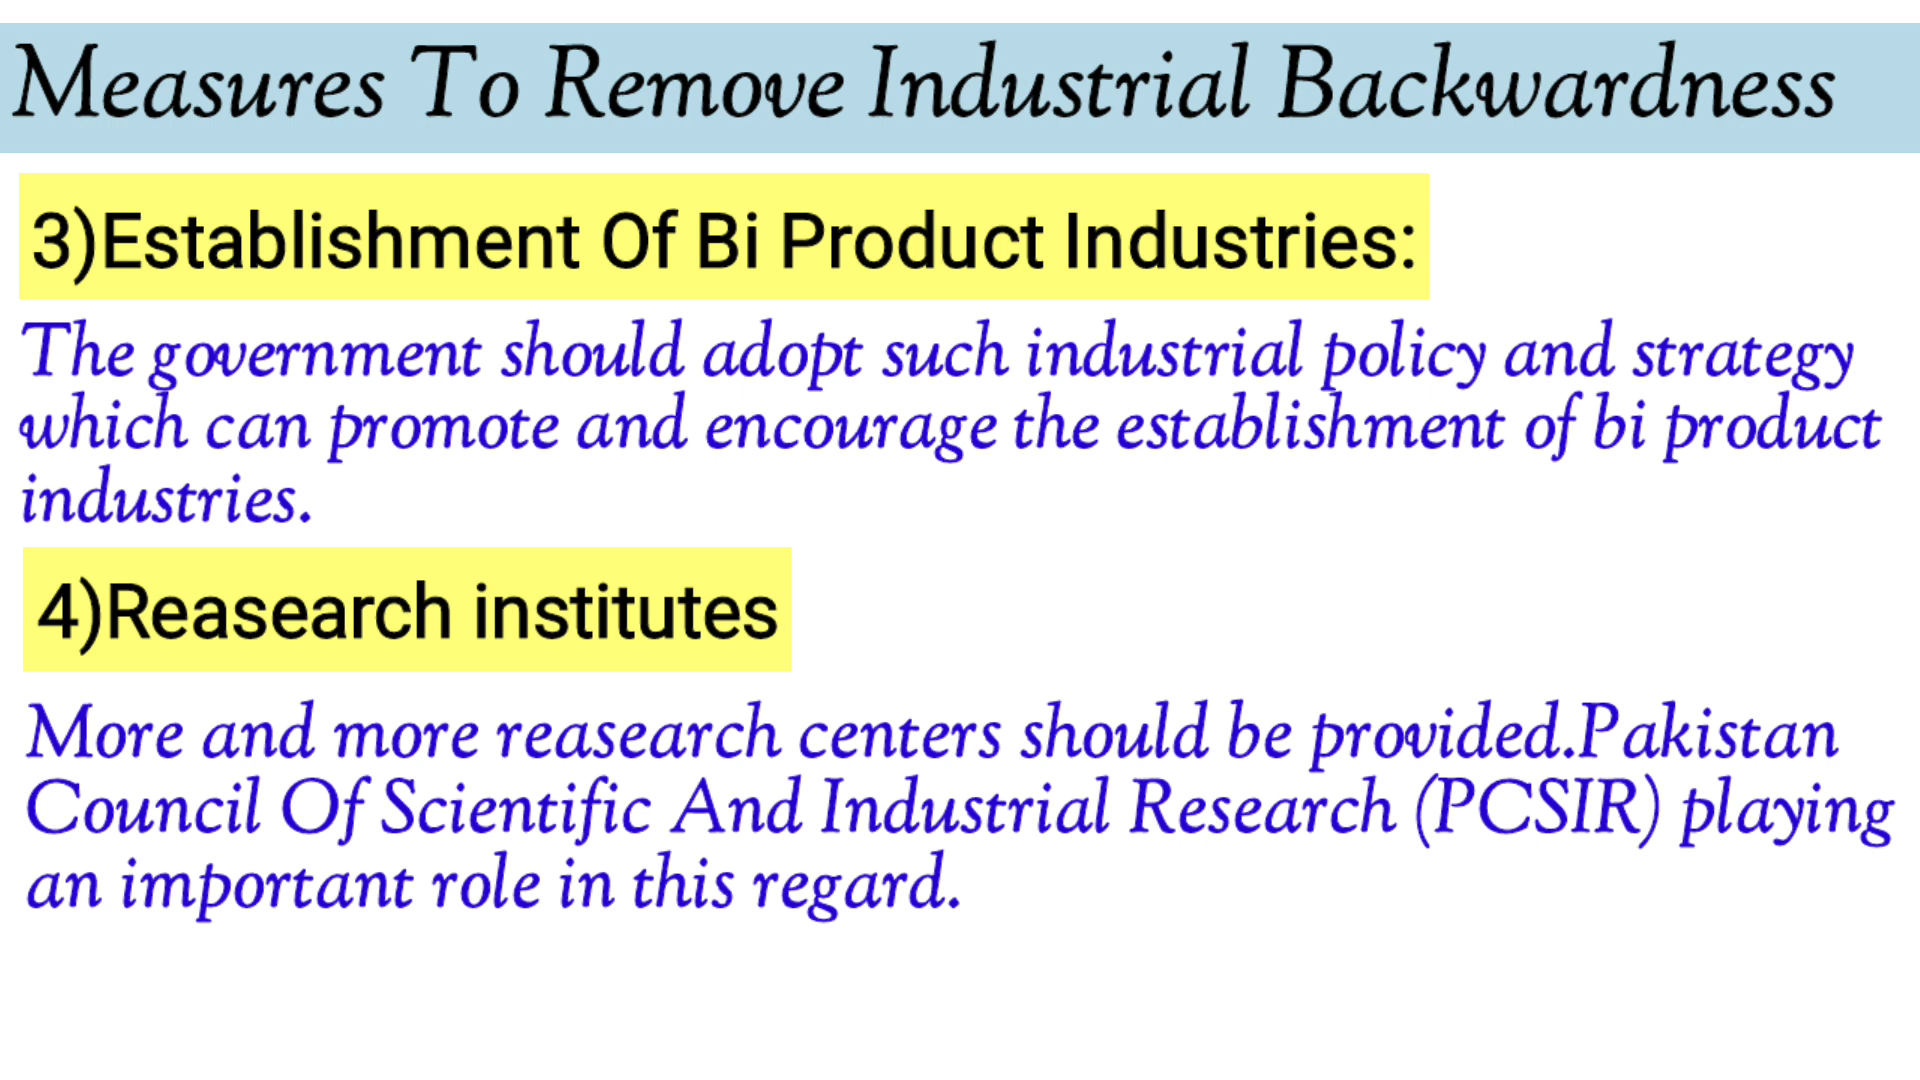 Measures To Remove Industrial Backwardness
3)Establishment Of Bi Product Industries:
The government should adopt such industrial policy and strategy
which can promote and encourage the establishment of bi product
industries.
4)Reasearch institutes
More and more reasearch centers should be provided.Pakistan
Council Of Scientific And Industrial Research (PCSIR) playing
an important role in this regard.